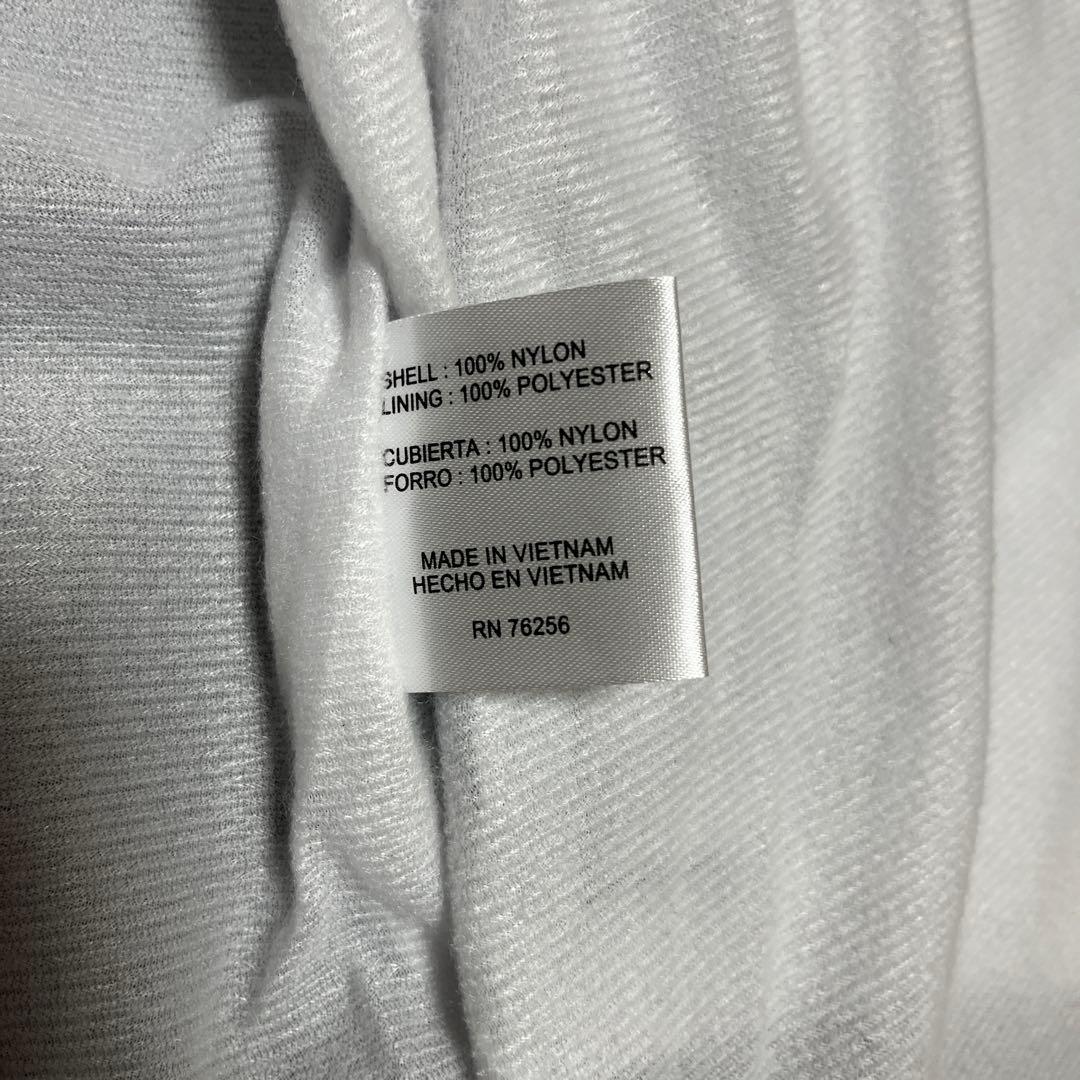 SHELL : 100% NYLON
LINING : 100% POLYESTER
CUBIERTA : 100% NYLON
FORRO : 100% POLYESTER
MADE IN VIETNAM
HECHO EN VIETNAM
RN 76256